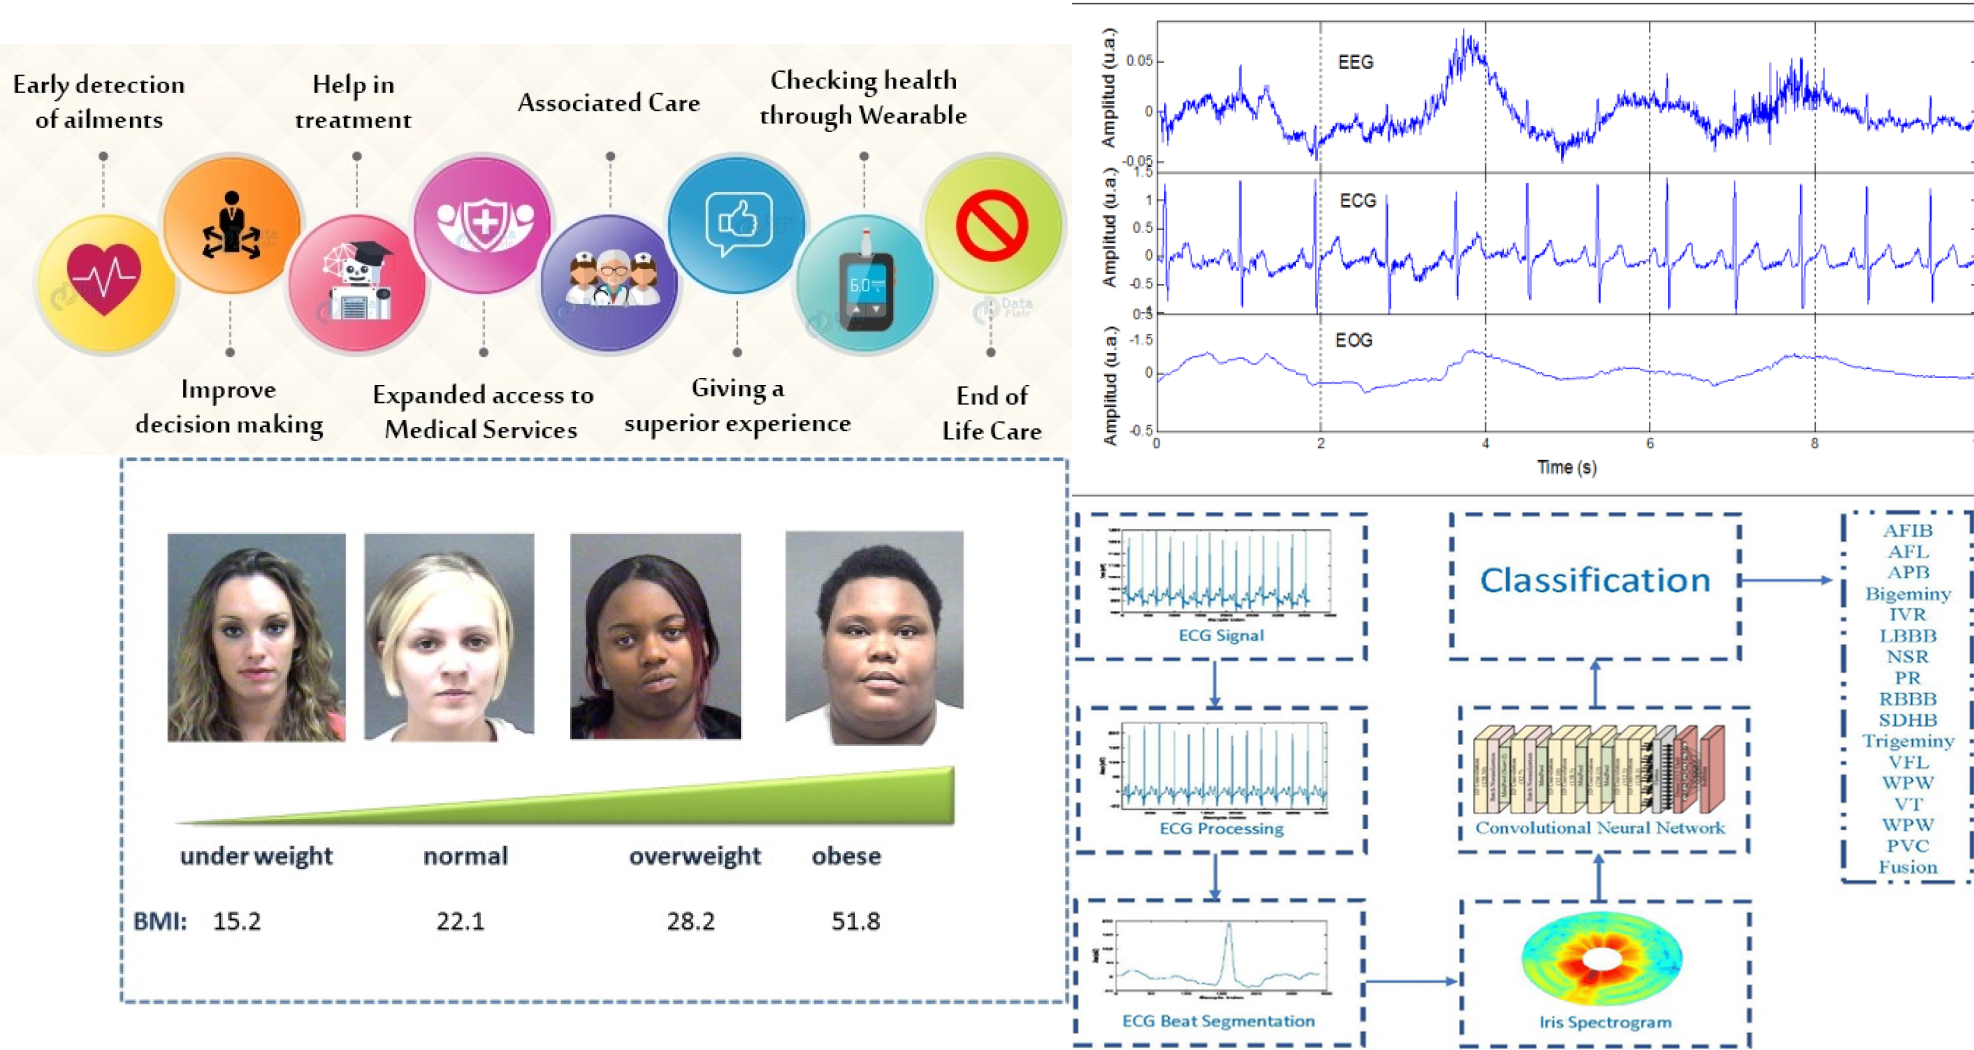 Early detection
of ailments
Help in
treatment
Associated Care
Checking health
through Wearable
6.0
Data
Flair
Improve
decision making
Expanded access to
Medical Services
Giving a
superior experience
End of
Life Care
under weight
normal
overweight
obese
BMI:
15.2
22.1
28.2
51.8
EEG
Amplitud (u.a.)
0.05
0
-0.05
ECG
Amplitud (u.a.)
1.5
1
0.5
0
-0.5
EOG
Amplitud (u.a.)
-1.5
0
-0.5
0
2
4
6
8
Time (s)
ECG Signal
ECG Processing
ECG Beat Segmentation
Iris Spectrogram
Convolutional Neural Network
Classification
AFIB
AFL
APB
Bigeminy
IVR
LBBB
NSR
PR
RBBB
SDHB
Trigeminy
VFL
WPW
VT
WPW
PVC
Fusion